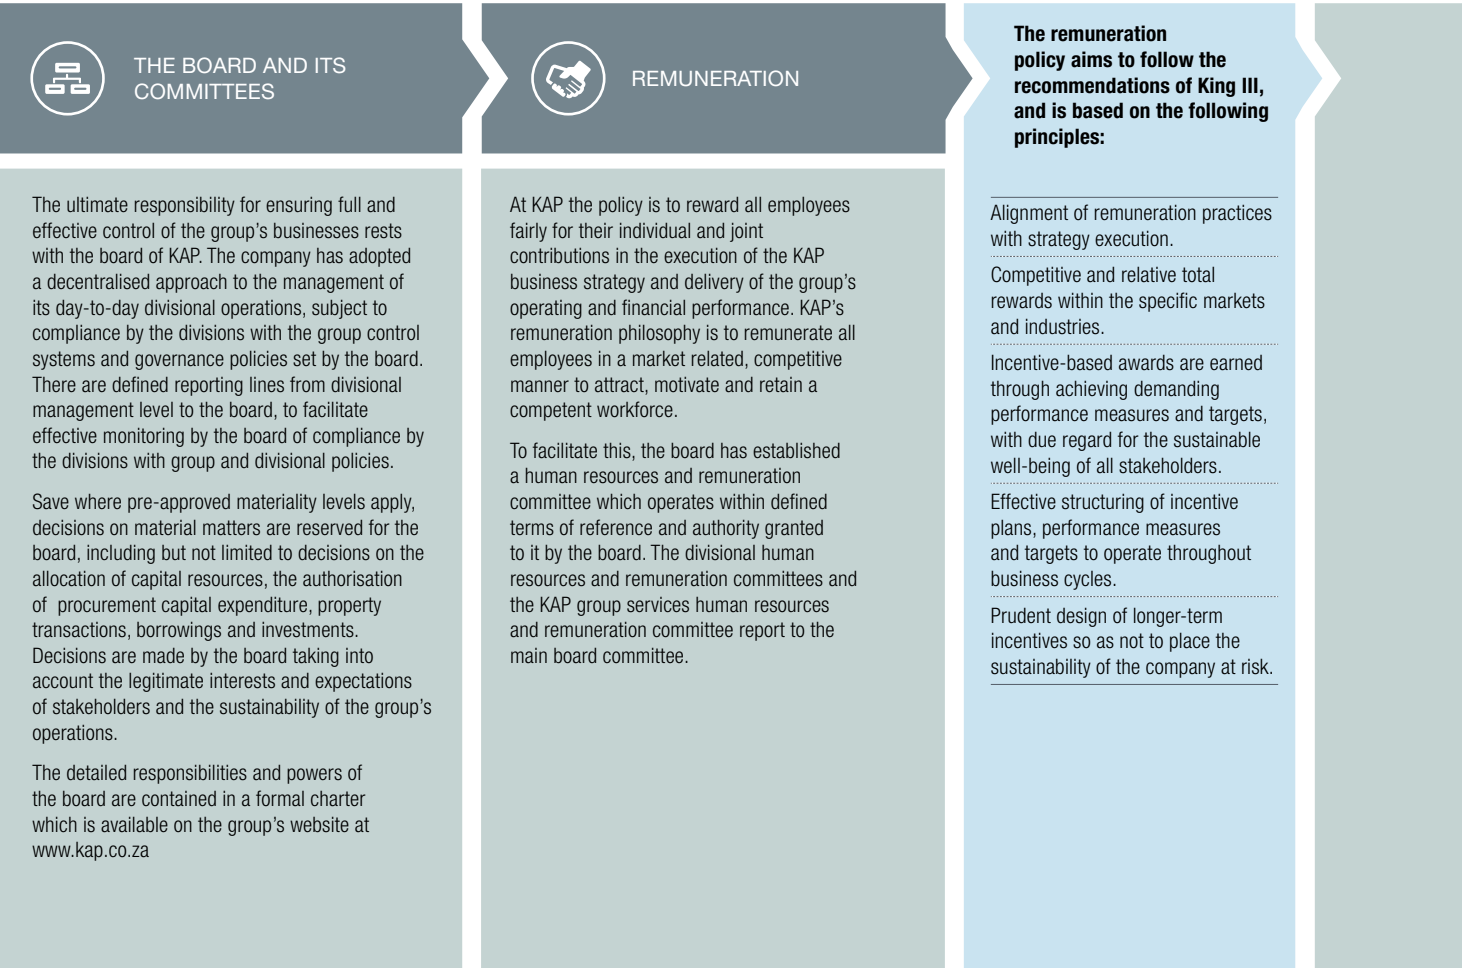 THE BOARD AND ITS
COMMITTEES
The ultimate responsibility for ensuring full and
effective control of the group's businesses rests
with the board of KAP. The company has adopted
a decentralised approach to the management of
its day-to-day divisional operations, subject to
compliance by the divisions with the group control
systems and governance policies set by the board.
There are defined reporting lines from divisional
management level to the board, to facilitate
effective monitoring by the board of compliance by
the divisions with group and divisional policies.
Save where pre-approved materiality levels apply,
decisions on material matters are reserved for the
board, including but not limited to decisions on the
allocation of capital resources, the authorisation
of  procurement capital expenditure, property
transactions, borrowings and investments.
Decisions are made by the board taking into
account the legitimate interests and expectations
of stakeholders and the sustainability of the group's
operations.
The detailed responsibilities and powers of
the board are contained in a formal charter
which is available on the group's website at
www.kap.co.za
REMUNERATION
At KAP the policy is to reward all employees
fairly for their individual and joint
contributions in the execution of the KAP
business strategy and delivery of the group's
operating and financial performance. KAP's
remuneration philosophy is to remunerate all
employees in a market related, competitive
manner to attract, motivate and retain a
competent workforce.
To facilitate this, the board has established
a human resources and remuneration
committee which operates within defined
terms of reference and authority granted
to it by the board. The divisional human
resources and remuneration committees and
the KAP group services human resources
and remuneration committee report to the
main board committee.
The remuneration
policy aims to follow the
recommendations of King III,
and is based on the following
principles:
Alignment of remuneration practices
with strategy execution.
Competitive and relative total
rewards within the specific markets
and industries.
Incentive-based awards are earned
through achieving demanding
performance measures and targets,
with due regard for the sustainable
well-being of all stakeholders.
Effective structuring of incentive
plans, performance measures
and targets to operate throughout
business cycles.
Prudent design of longer-term
incentives so as not to place the
sustainability of the company at risk.